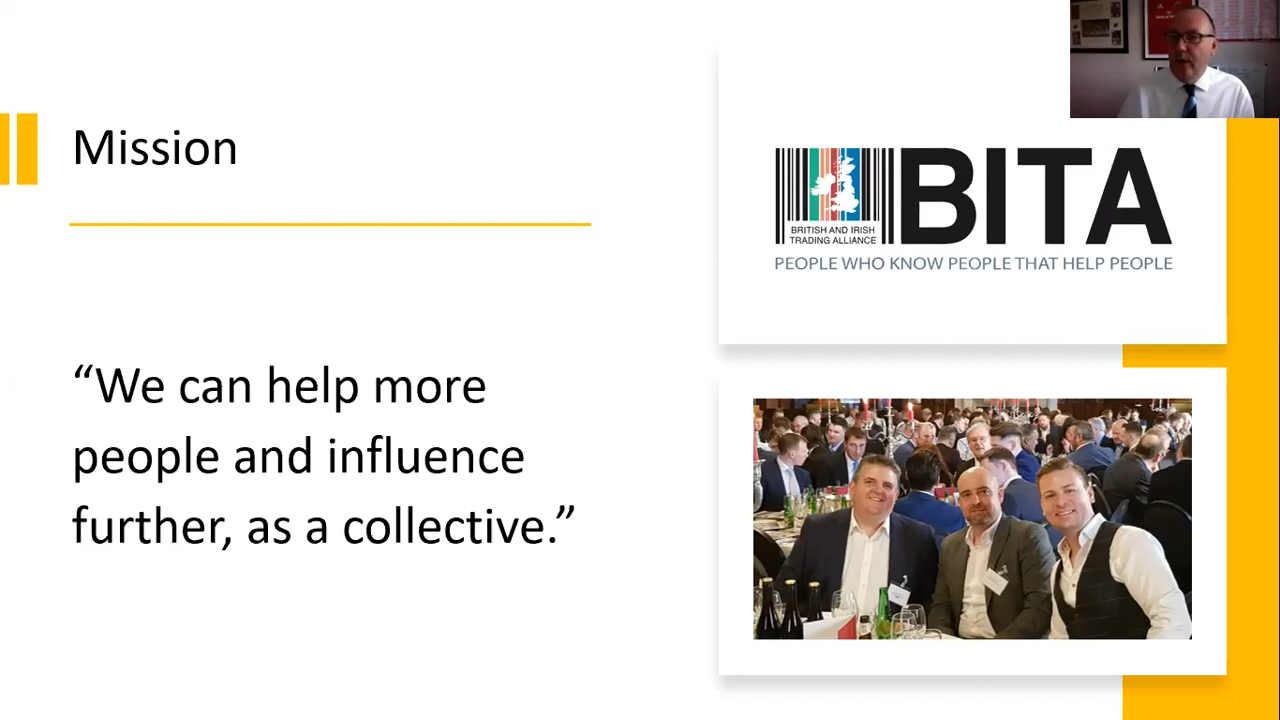 Mission
“We can help more
people and influence
further, as a collective.”
BITA
BRITISH AND IRISH
TRADING ALLIANCE
PEOPLE WHO KNOW PEOPLE THAT HELP PEOPLE